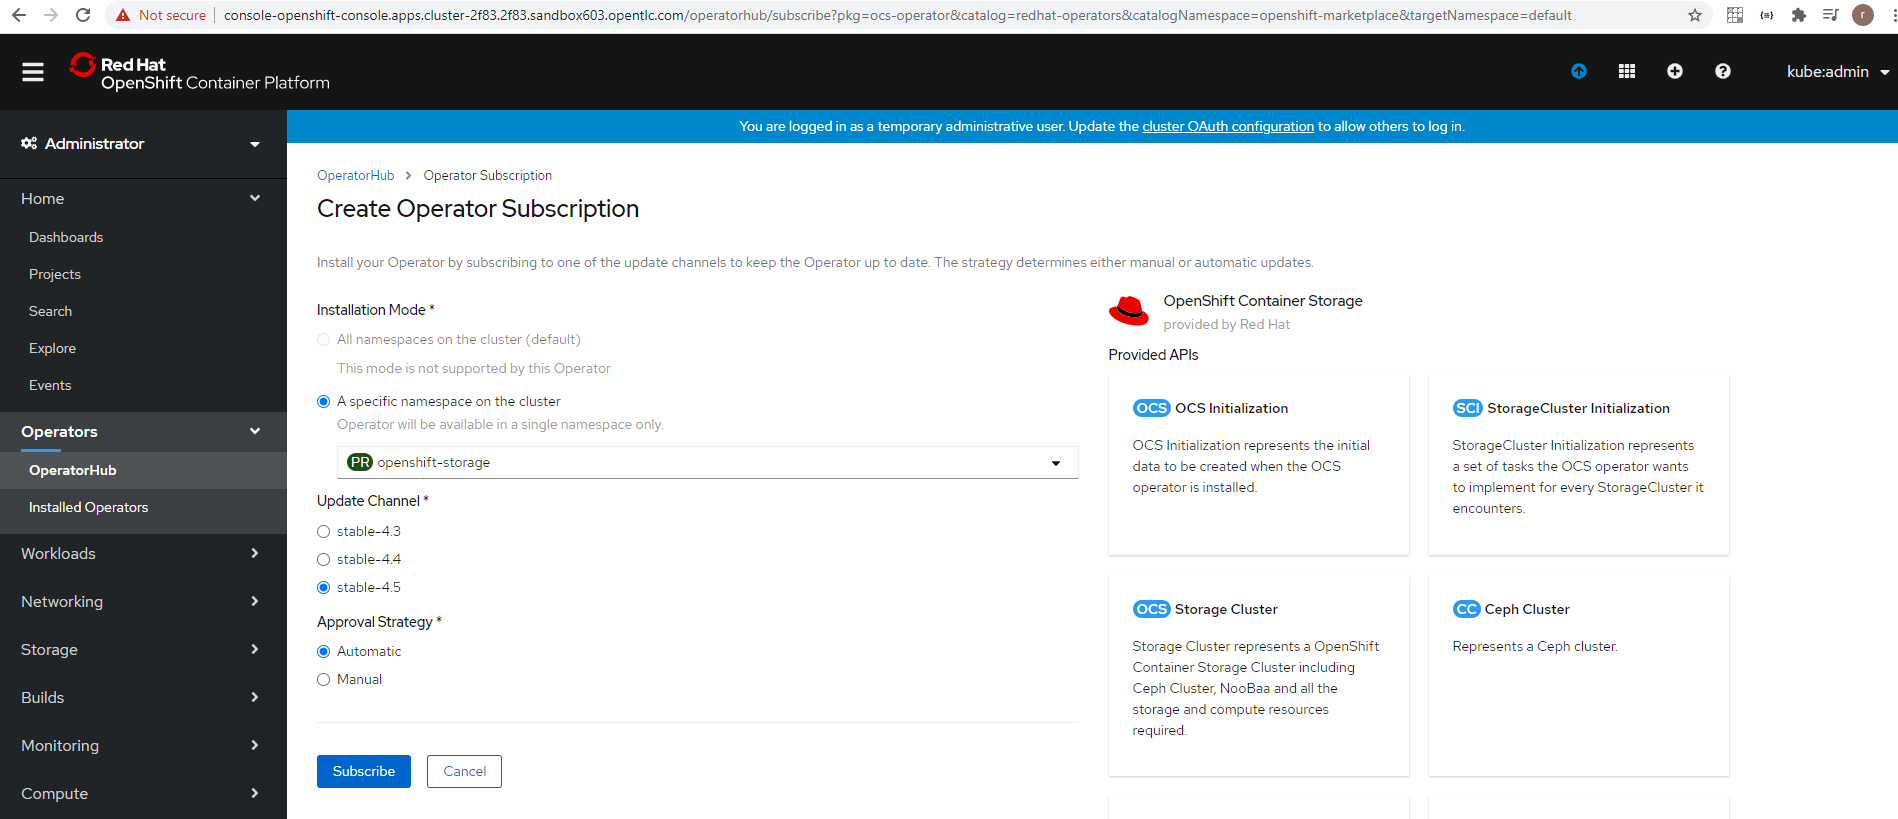 Not secure console-openshift-console.apps.cluster-2f83.2f83.sandbox603.opentlc.com/operatorhub/subscribe?pkg=ocs-operator&catalog=redhat-operators&catalogNamespace=openshift-marketplace&targetNamespace=default
r
Red Hat
OpenShift Container Platform
kube:admin
You are logged in as a temporary administrative user. Update the cluster OAuth configuration to allow others to log in.
Administrator
Home
Dashboards
Projects
Search
Explore
Events
Operators
OperatorHub
Installed Operators
Workloads
Networking
Storage
Builds
Monitoring
Compute
OperatorHub > Operator Subscription
Create Operator Subscription
Install your Operator by subscribing to one of the update channels to keep the Operator up to date. The strategy determines either manual or automatic updates.
Installation Mode *
All namespaces on the cluster (default)
This mode is not supported by this Operator
A specific namespace on the cluster
Operator will be available in a single namespace only.
PR openshift-storage
Update Channel *
stable-4.3
stable-4.4
stable-4.5
Approval Strategy *
Automatic
Manual
Subscribe
Cancel
OpenShift Container Storage
provided by Red Hat
Provided APIs
OCS OCS Initialization
OCS Initialization represents the initial
data to be created when the OCS
operator is installed.
SCI StorageCluster Initialization
StorageCluster Initialization represents
a set of tasks the OCS operator wants
to implement for every StorageCluster it
encounters.
OCS Storage Cluster
Storage Cluster represents a OpenShift
Container Storage Cluster including
Ceph Cluster, NooBaa and all the
storage and compute resources
required.
CC Ceph Cluster
Represents a Ceph cluster.